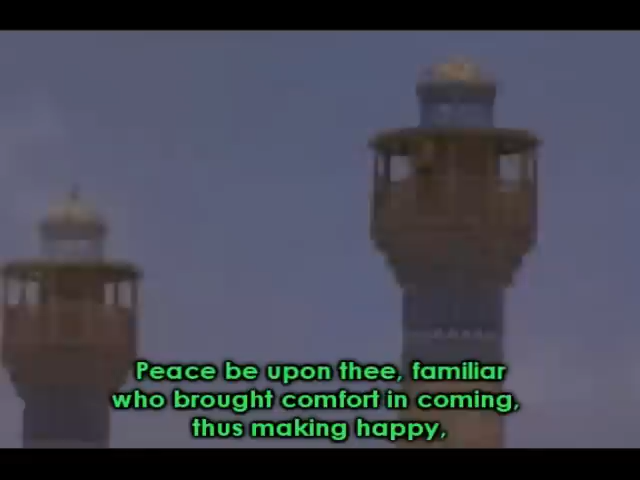 Peace be upon thee, familiar
who brought comfort in coming,
thus making happy,